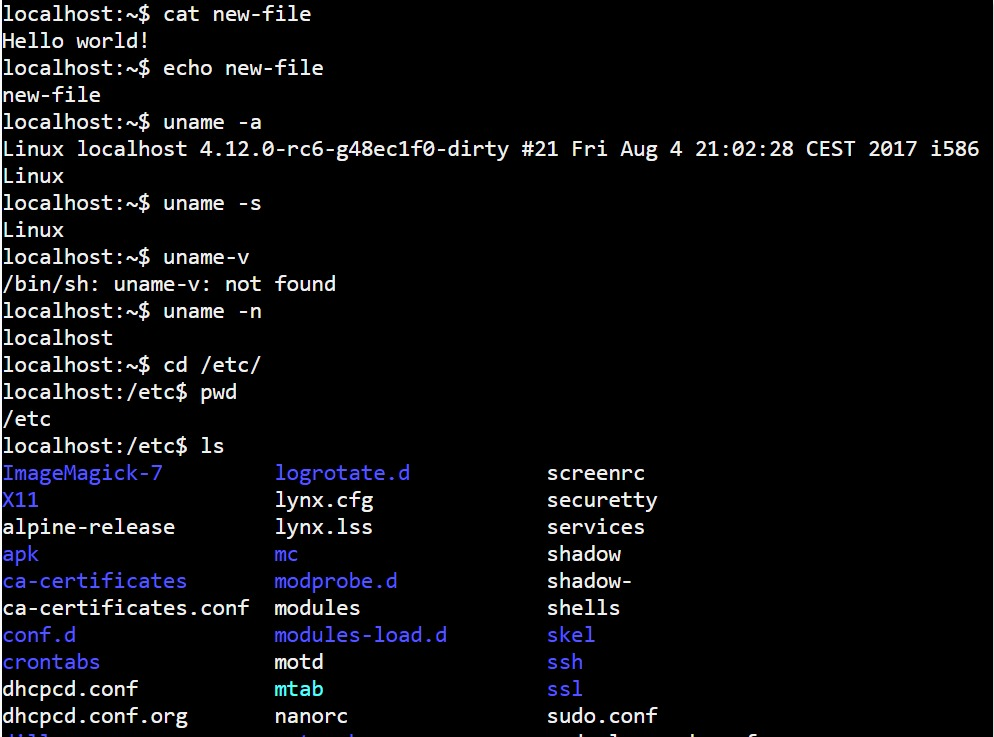 localhost:~$ cat new-file
Hello world!
localhost:~$ echo new-file
new-file
localhost:~$ uname -a
Linux localhost 4.12.0-rc6-g48ec1f0-dirty #21 Fri Aug 4 21:02:28 CEST 2017 i586
Linux
localhost:~$ uname -s
Linux
localhost:~$ uname-v
/bin/sh: uname-v: not found
localhost:~$ uname -n
localhost
localhost:~$ cd /etc/
localhost:/etc$ pwd
/etc
localhost:/etc$ ls
ImageMagick-7 logrotate.d screenrc
X11 lynx.cfg securetty
alpine-release lynx.lss services
apk mc shadow
ca-certificates modprobe.d shadow-
ca-certificates.conf modules shells
conf.d modules-load.d skel
crontabs motd ssh
dhcpcd.conf mtab ssl
dhcpcd.conf.org nanorc sudo.conf